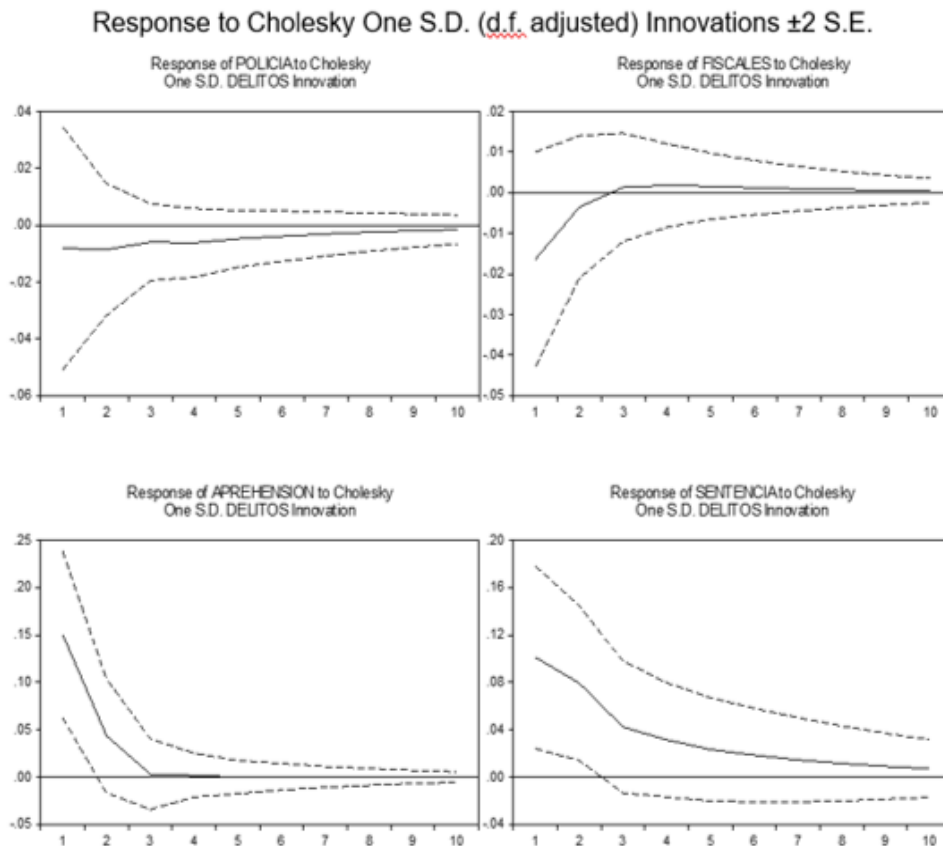 Response to Cholesky One S.D. (d.f. adjusted) Innovations ±2 S.E.
Response of POLICIA to Cholesky
One S.D. DELITOS Innovation
.04
.02
.00
-.02
-.04
-.06
1 2 3 4 5 6 7 8 9 10
Response of FISCALES to Cholesky
One S.D. DELITOS Innovation
.02
.01
.00
-.01
-.02
-.03
-.04
-.05
1 2 3 4 5 6 7 8 9 10
Response of APREHENSION to Cholesky
One S.D. DELITOS Innovation
.25
.20
.15
.10
.05
.00
-.05
1 2 3 4 5 6 7 8 9 10
Response of SENTENCIA to Cholesky
One S.D. DELITOS Innovation
.20
.16
.12
.08
.04
.00
-.04
1 2 3 4 5 6 7 8 9 10